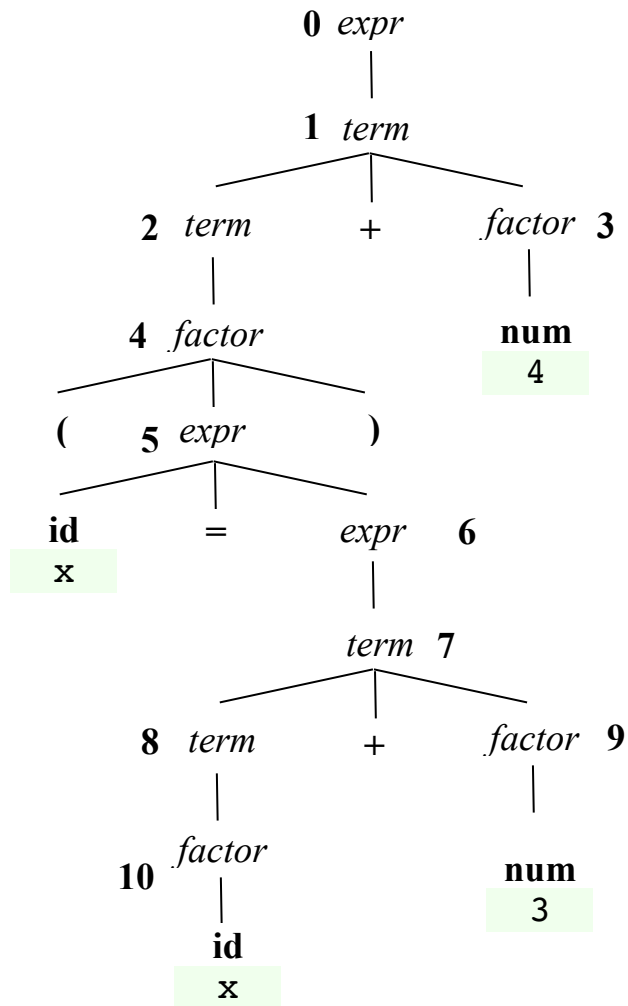 0 expr
1 term
2 term + factor 3
4 factor num
4
( 5 expr )
id = expr 6
x
term 7
8 term + factor 9
10 factor
num
3
id
x